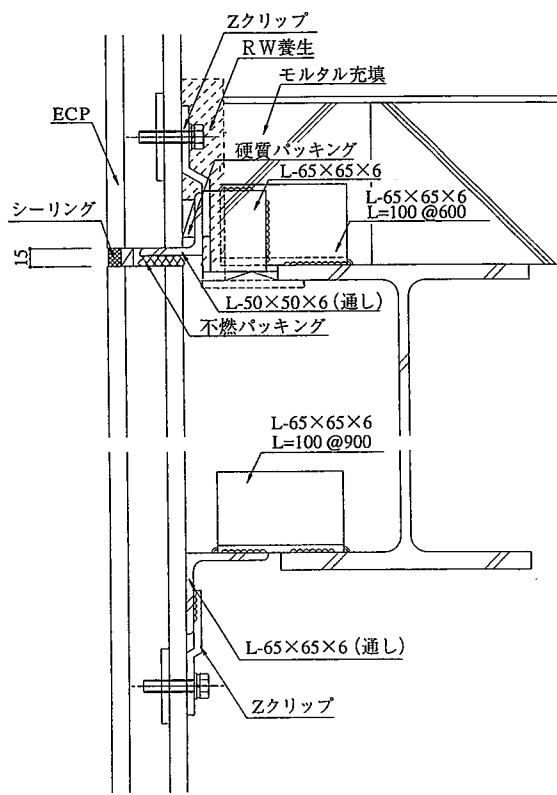 Zクリップ
RW養生
モルタル充填
ECP
硬質パッキング
L-65×65×6
L-65×65×6
L=100 @600
シーリング
15
L-50×50×6 (通し)
不燃パッキング
L-65×65×6
L=100 @900
L-65×65×6 (通し)
Zクリップ